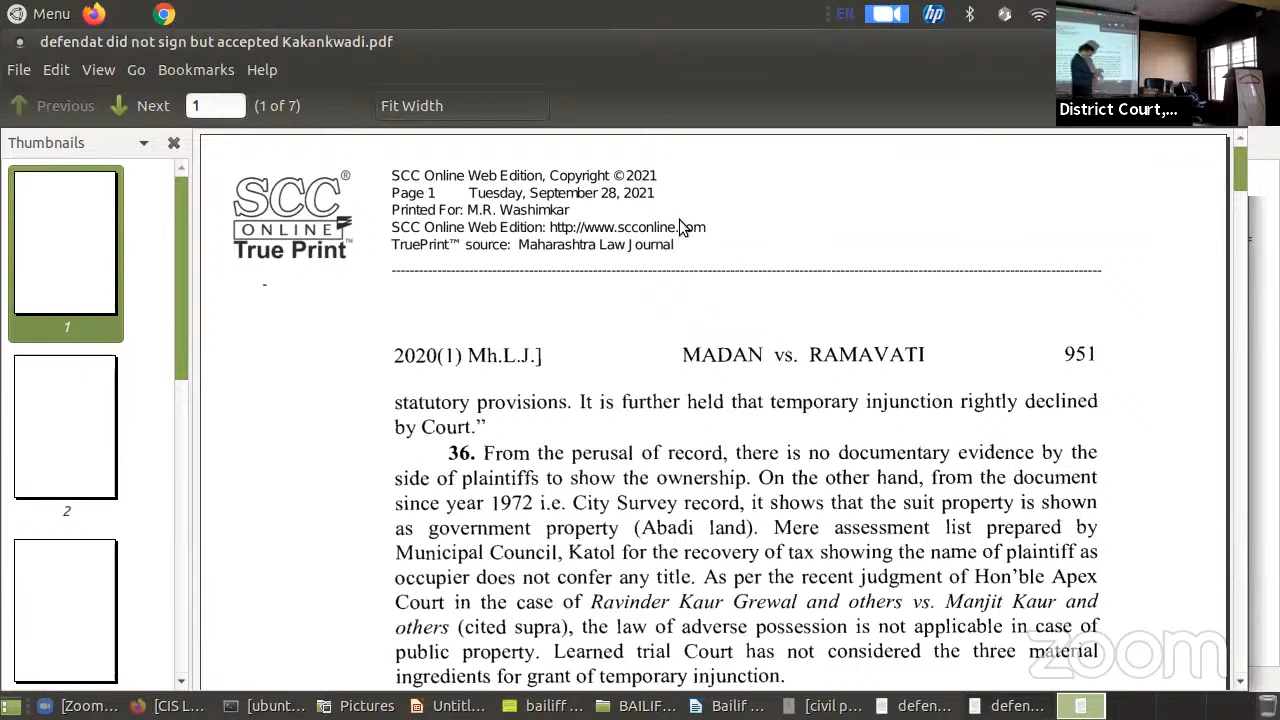 Menu
EN
hp
defendat did not sign but accepted Kakankwadi.pdf
File Edit View Go Bookmarks Help
Previous Next 1 (1 of 7) Fit Width
District Court,...
Thumbnails
1
2
SCC®
ONLINE
True Print™
SCC Online Web Edition, Copyright © 2021
Page 1 Tuesday, September 28, 2021
Printed For: M.R. Washimkar
SCC Online Web Edition: http://www.scconline.com
TruePrint™ source: Maharashtra Law Journal
2020(1) Mh.L.J.] MADAN vs. RAMAVATI 951
statutory provisions. It is further held that temporary injunction rightly declined
by Court.”
36. From the perusal of record, there is no documentary evidence by the
side of plaintiffs to show the ownership. On the other hand, from the document
since year 1972 i.e. City Survey record, it shows that the suit property is shown
as government property (Abadi land). Mere assessment list prepared by
Municipal Council, Katol for the recovery of tax showing the name of plaintiff as
occupier does not confer any title. As per the recent judgment of Hon’ble Apex
Court in the case of Ravinder Kaur Grewal and others vs. Manjit Kaur and
others (cited supra), the law of adverse possession is not applicable in case of
public property. Learned trial Court has not considered the three material
ingredients for grant of temporary injunction.
zoom
[Zoom... [CIS L... [ubunt... Pictures Untitl... bailiff ... BAILIF... Bailif ... [civil p... defen... defen...